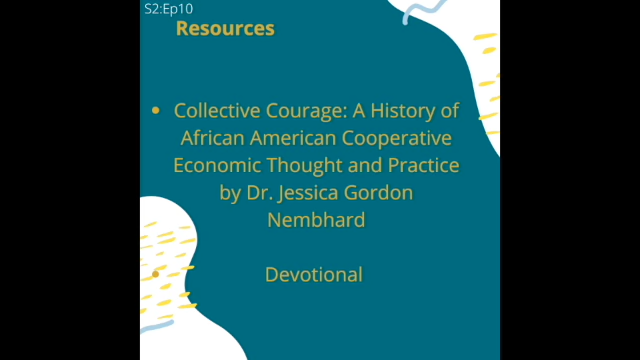 S2:Ep10
Resources
• Collective Courage: A History of
African American Cooperative
Economic Thought and Practice
by Dr. Jessica Gordon
Nembhard
• Devotional